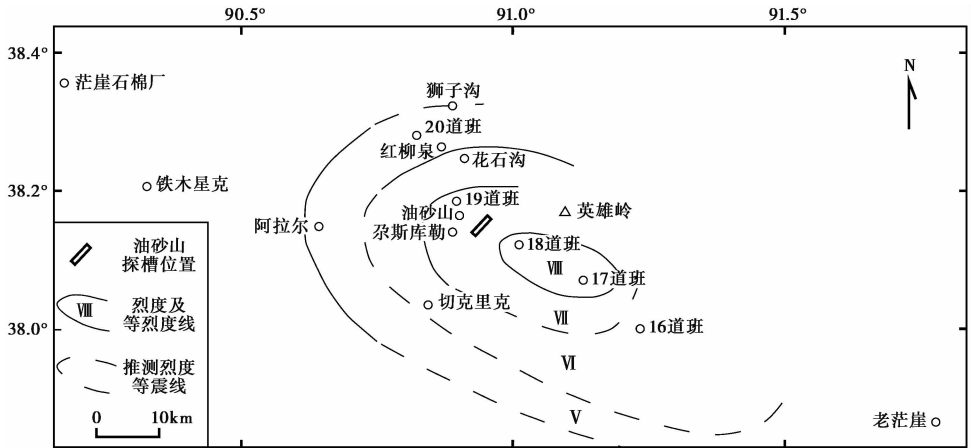 90.5°
91.0°
91.5°
38.4°
38.2°
38.0°
N
茫崖石棉厂
狮子沟
20道班
红柳泉
花石沟
铁木星克
19道班
油砂山
英雄岭
阿拉尔
尕斯库勒
18道班
Ⅷ
17道班
切克里克
Ⅶ
16道班
Ⅵ
Ⅴ
老茫崖
油砂山
探槽位置
Ⅷ
烈度及
等烈度线
推测烈度
等震线
0
10km